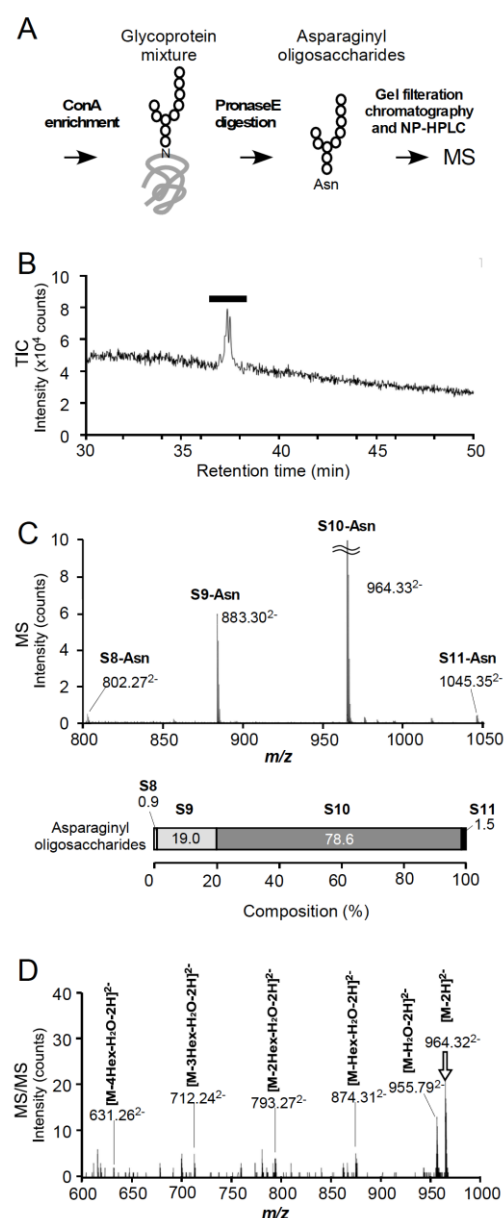 A
Glycoprotein
mixture
Asparaginyl
oligosaccharides
ConA
enrichment
PronaseE
digestion
Gel filteration
chromatography
and NP-HPLC
MS
N
Asn
B
1
TIC
Intensity (x10⁴ counts)
10
8
6
4
2
0
30 35 40 45 50
Retention time (min)
C
MS
Intensity (counts)
10
8
6
4
2
0
S10-Asn
964.33²⁻
S9-Asn
883.30²⁻
S8-Asn
802.27²⁻
S11-Asn
1045.35²⁻
800 850 900 950 1000 1050
m/z
S8
0.9
S9
S10
S11
1.5
Asparaginyl
oligosaccharides
19.0
78.6
0 20 40 60 80 100
Composition (%)
D
MS/MS
Intensity (counts)
40
30
20
10
0
[M-4Hex-H₂O-2H]²⁻
[M-3Hex-H₂O-2H]²⁻
[M-2Hex-H₂O-2H]²⁻
[M-Hex-H₂O-2H]²⁻
[M-H₂O-2H]²⁻
[M-2H]²⁻
964.32²⁻
955.79²⁻
874.31²⁻
793.27²⁻
712.24²⁻
631.26²⁻
600 650 700 750 800 850 900 950 1000
m/z